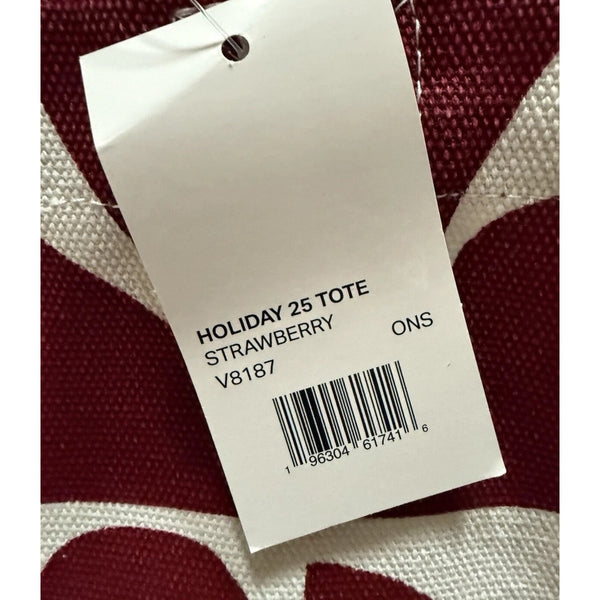 HOLIDAY 25 TOTE
STRAWBERRY ONS
V8187
1 96304 61741 6